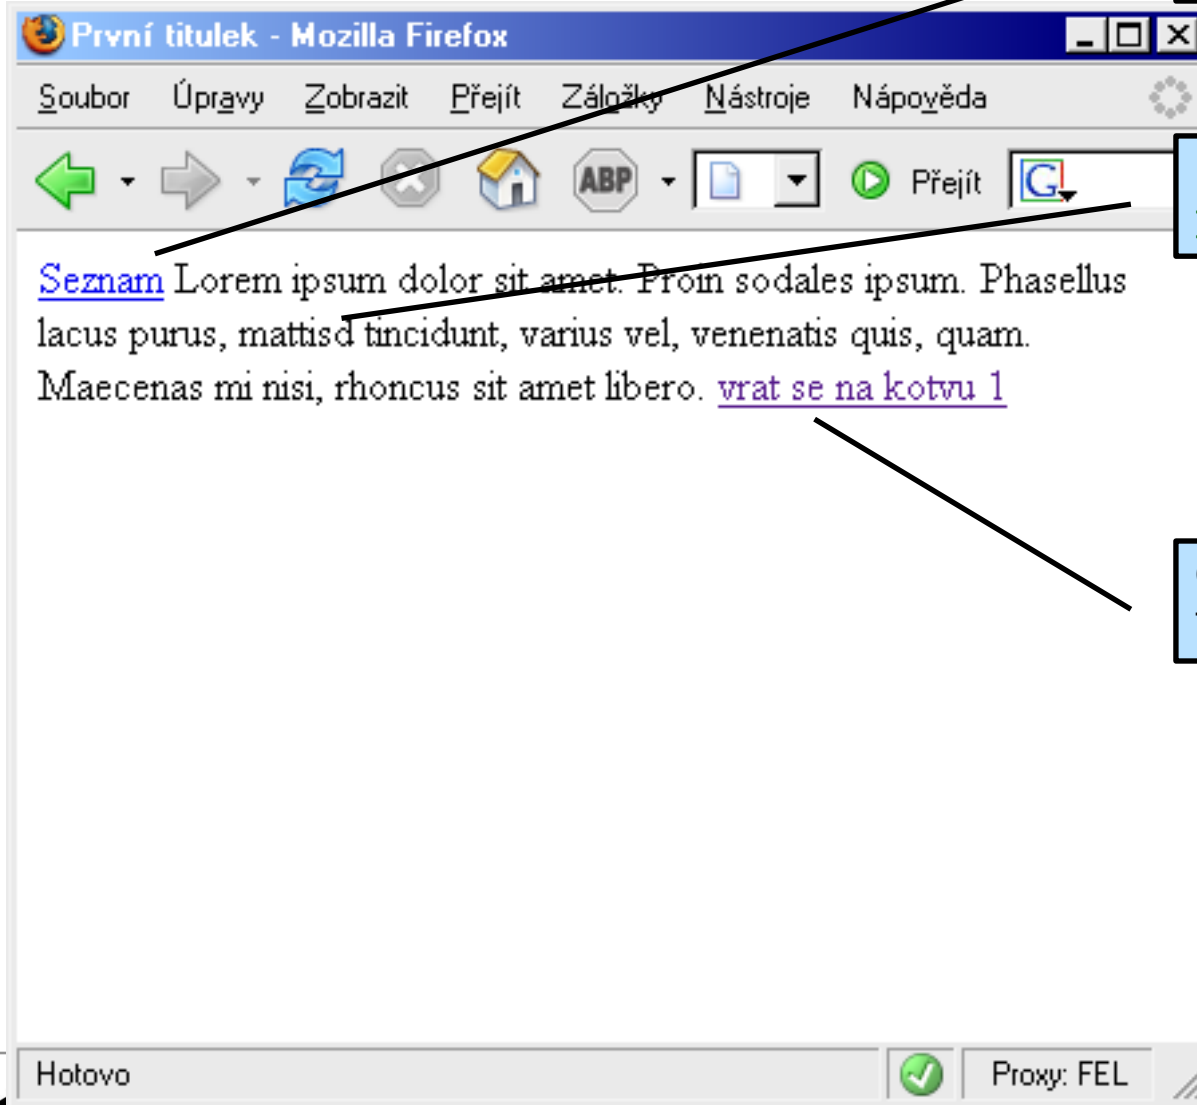 První titulek - Mozilla Firefox
Soubor Úpravy Zobrazit Přejít Záložky Nástroje Nápověda
ABP Přejít G
Seznam Lorem ipsum dolor sit amet. Proin sodales ipsum. Phasellus
lacus purus, mattisd tincidunt, varius vel, venenatis quis, quam.
Maecenas mi nisi, rhoncus sit amet libero. vrat se na kotvu 1
Hotovo Proxy: FEL